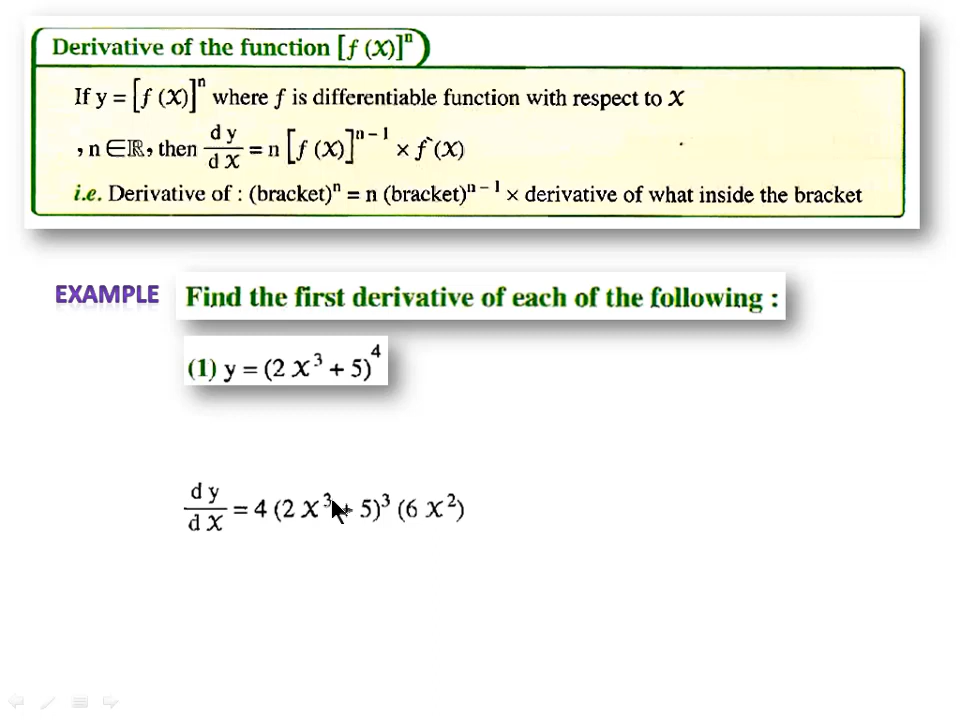 Derivative of the function [f (x)]ⁿ
If y = [f (x)]ⁿ where f is differentiable function with respect to x
, n ∈ ℝ, then dy/dx = n [f (x)]ⁿ⁻¹ × f`(x)
i.e. Derivative of : (bracket)ⁿ = n (bracket)ⁿ⁻¹ × derivative of what inside the bracket
EXAMPLE Find the first derivative of each of the following :
(1) y = (2 x³ + 5)⁴
dy/dx = 4 (2 x³ + 5)³ (6 x²)